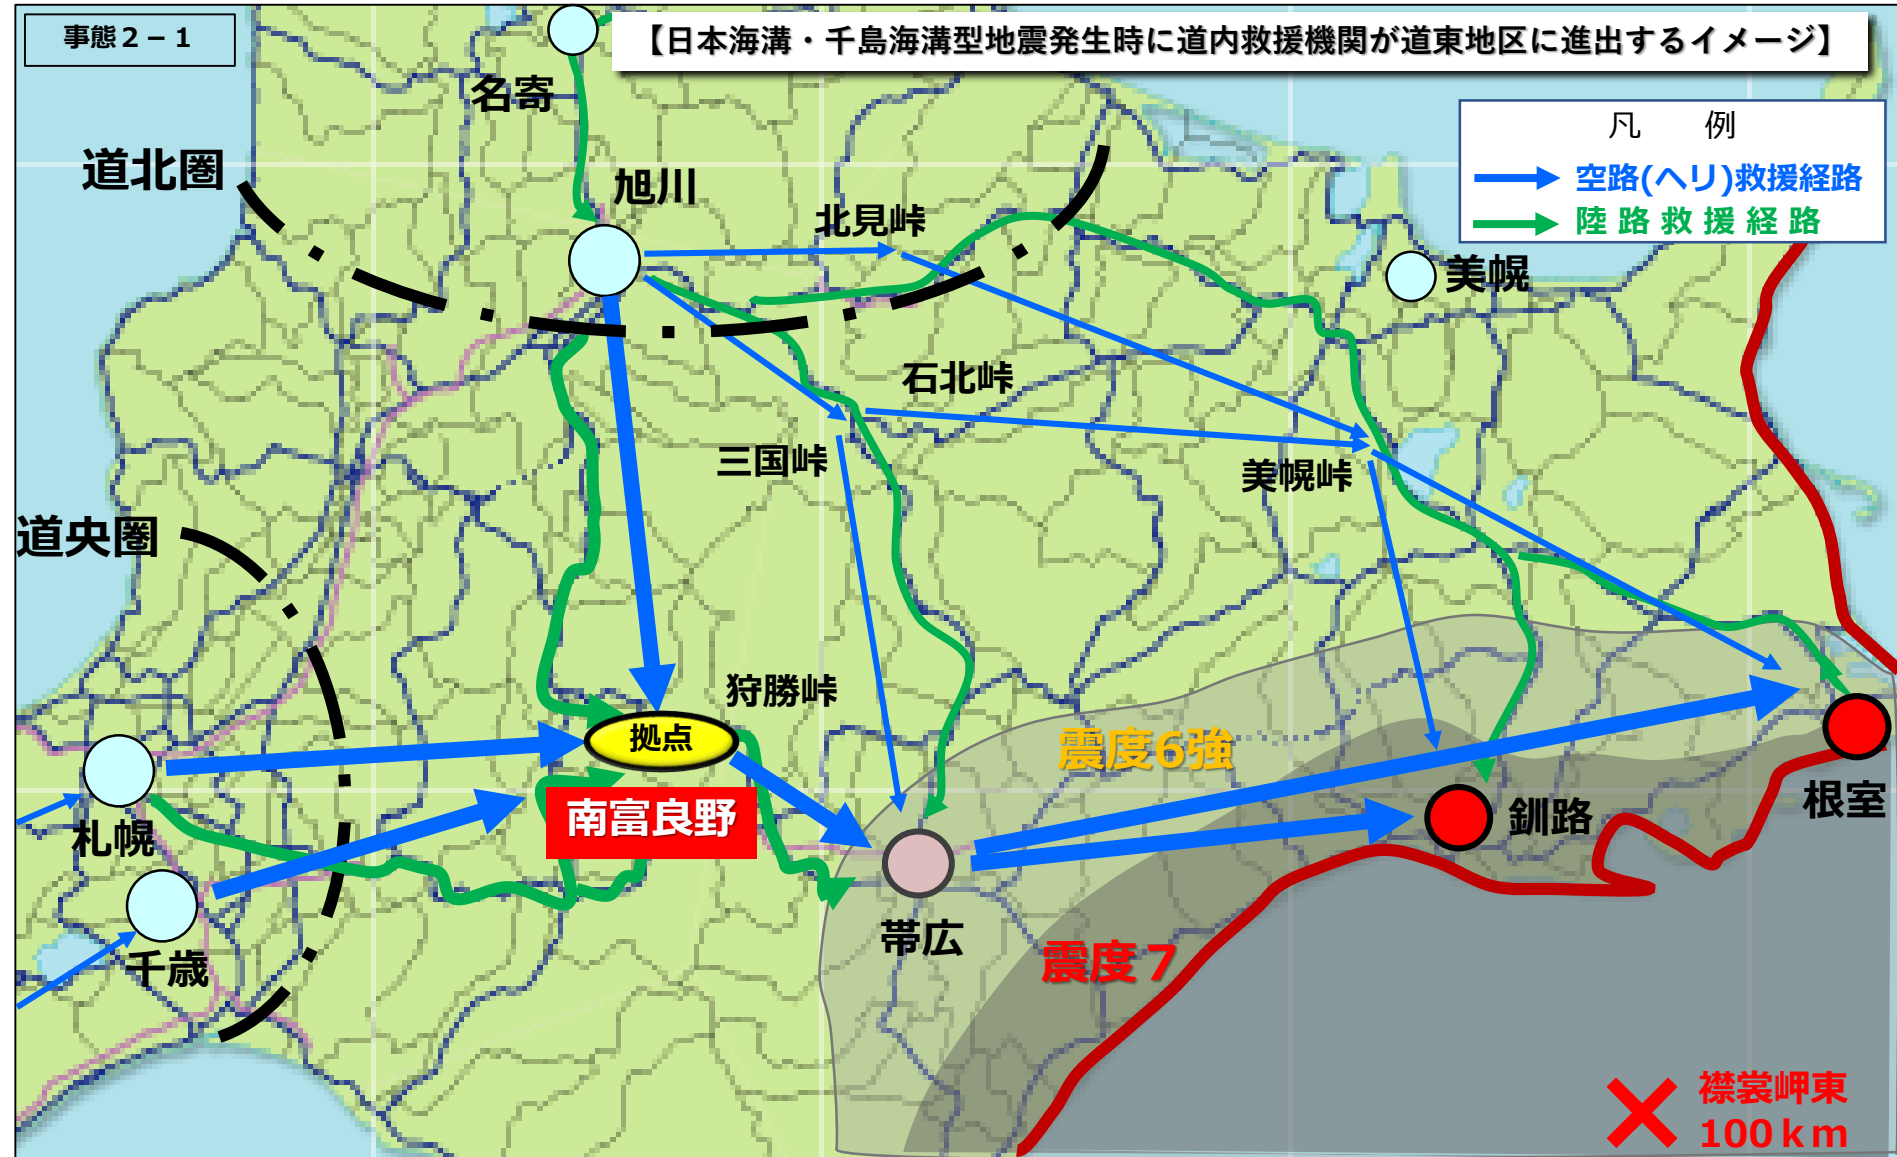 事態２－１
【日本海溝・千島海溝型地震発生時に道内救援機関が道東地区に進出するイメージ】
名寄
凡　例
空路(ヘリ)救援経路
陸路救援経路
道北圏
旭川
北見峠
美幌
石北峠
三国峠
美幌峠
道央圏
狩勝峠
拠点
震度6強
南富良野
札幌
釧路
根室
帯広
千歳
震度７
襟裳岬東
100ｋｍ